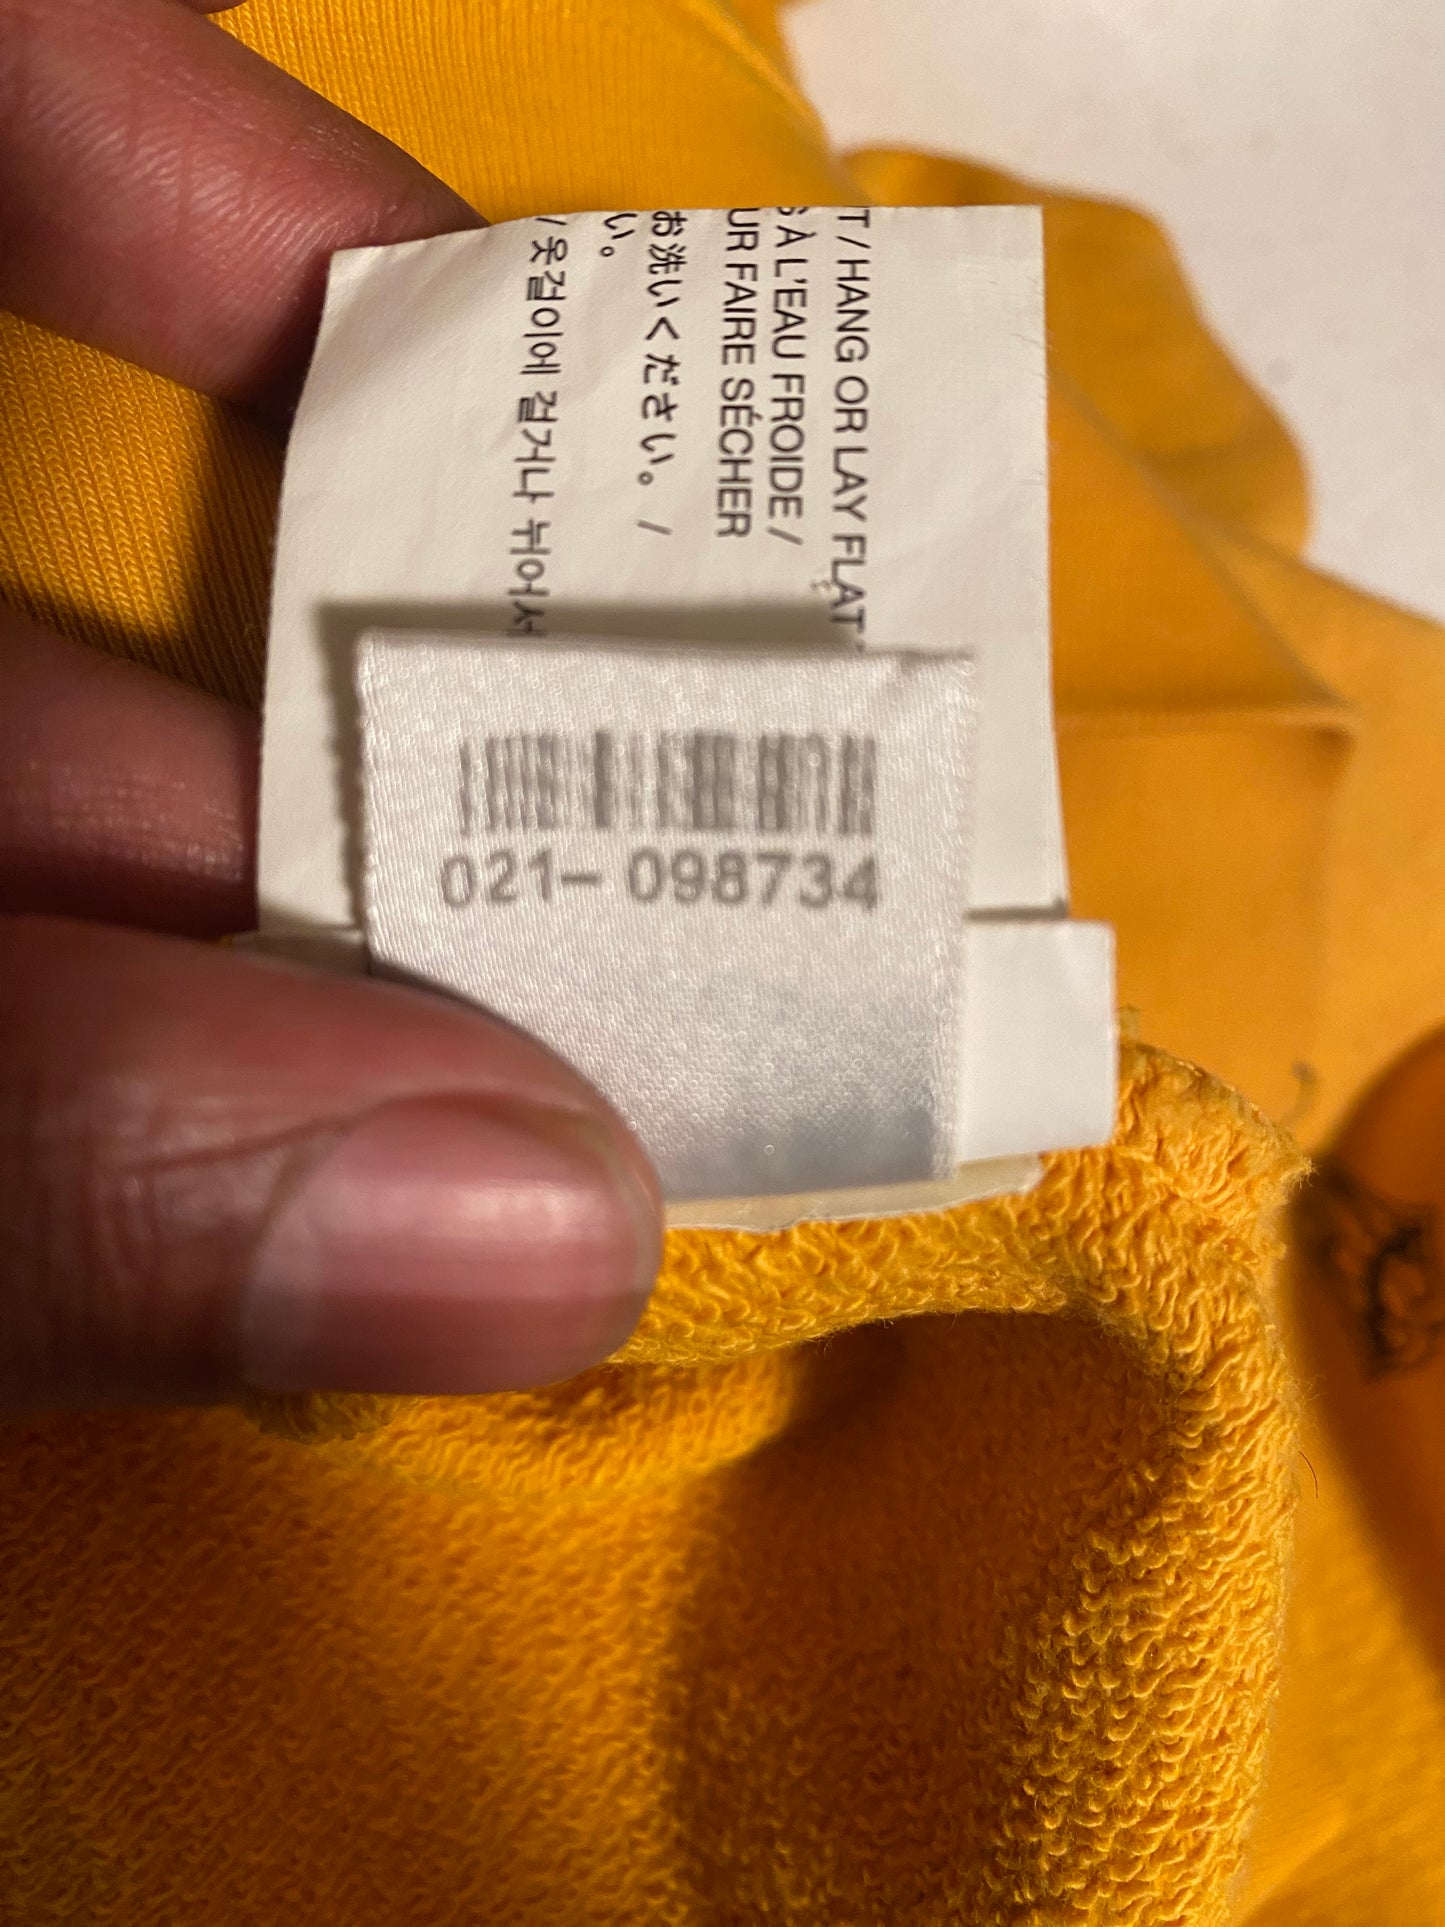 T / HANG OR LAY FLAT
S À L'EAU FROIDE /
UR FAIRE SÉCHER
お洗いください。 /
い。
/ 옷걸이에 걸거나 뉘어서
021- 098734